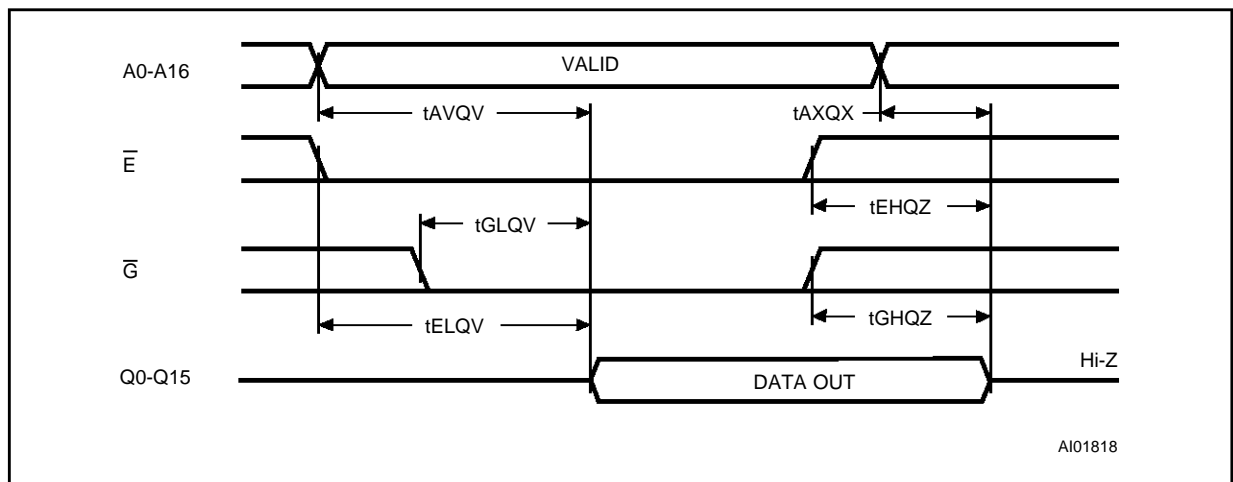 A0-A16
VALID
tAVQV
tAXQX
E̅
tEHQZ
tGLQV
G̅
tELQV
tGHQZ
Q0-Q15
DATA OUT
Hi-Z
AI01818